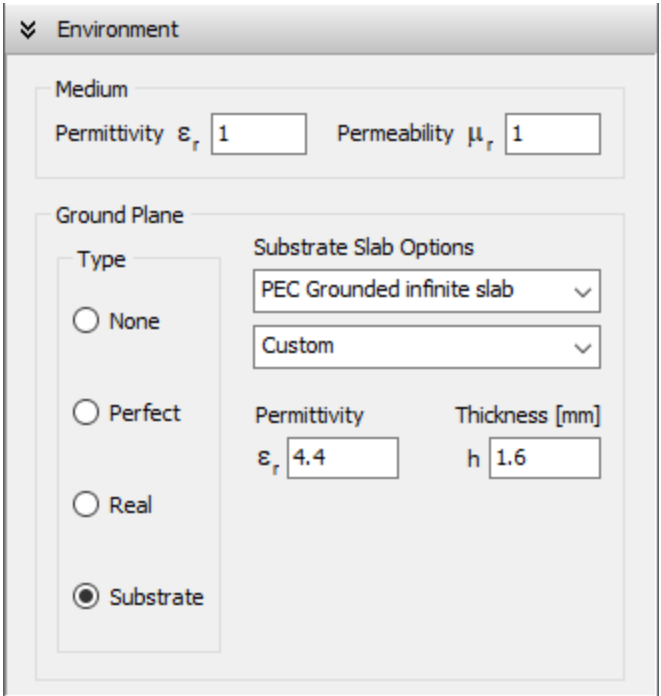 Environment
Medium
Permittivity εr 1 Permeability μr 1
Ground Plane
Type
None
Perfect
Real
Substrate
Substrate Slab Options
PEC Grounded infinite slab
Custom
Permittivity Thickness [mm]
εr 4.4 h 1.6